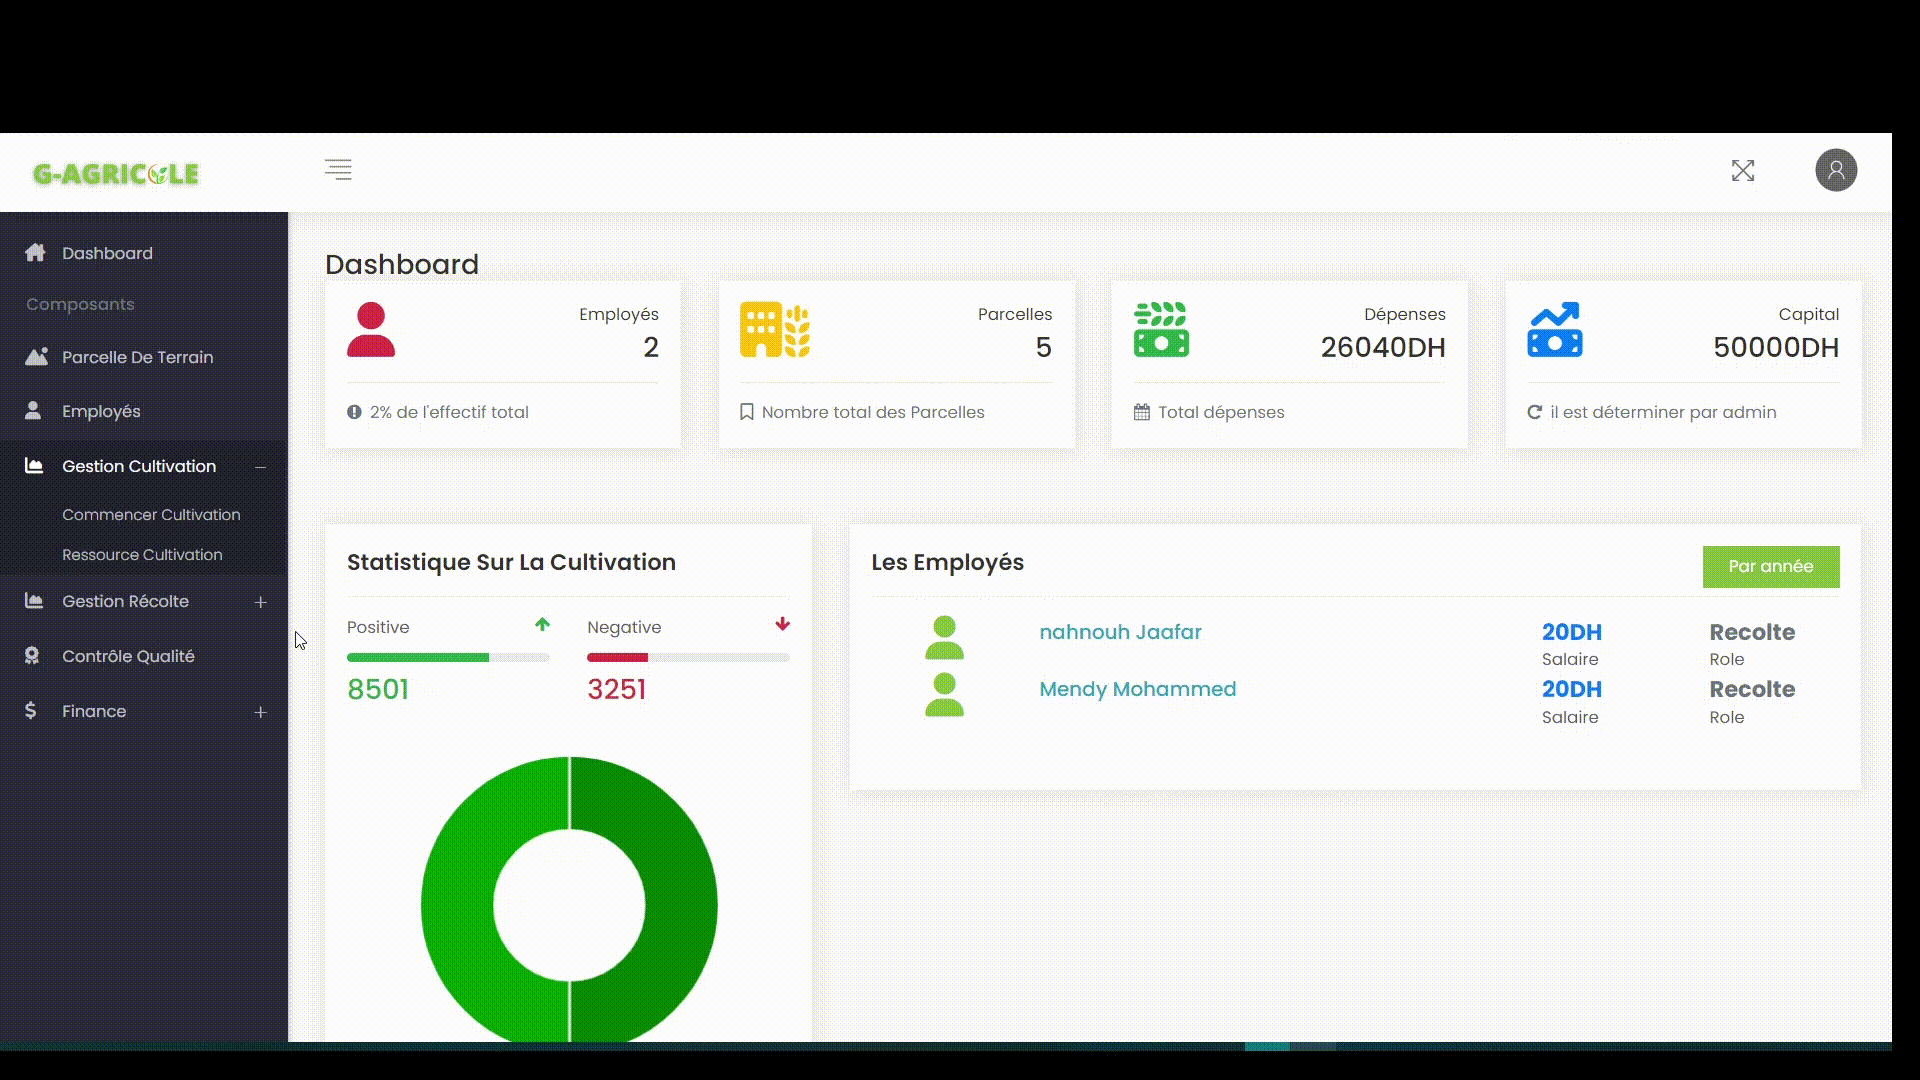 G-AGRICOLE
Dashboard
Composants
Parcelle De Terrain
Employés
Gestion Cultivation
Commencer Cultivation
Ressource Cultivation
Gestion Récolte
Contrôle Qualité
Finance
Dashboard
Employés
2
2% de l'effectif total
Parcelles
5
Nombre total des Parcelles
Dépenses
26040DH
Total dépenses
Capital
50000DH
il est déterminer par admin
Statistique Sur La Cultivation
Positive
8501
Negative
3251
Les Employés
Par année
nahnouh Jaafar
20DH
Salaire
Recolte
Role
Mendy Mohammed
20DH
Salaire
Recolte
Role